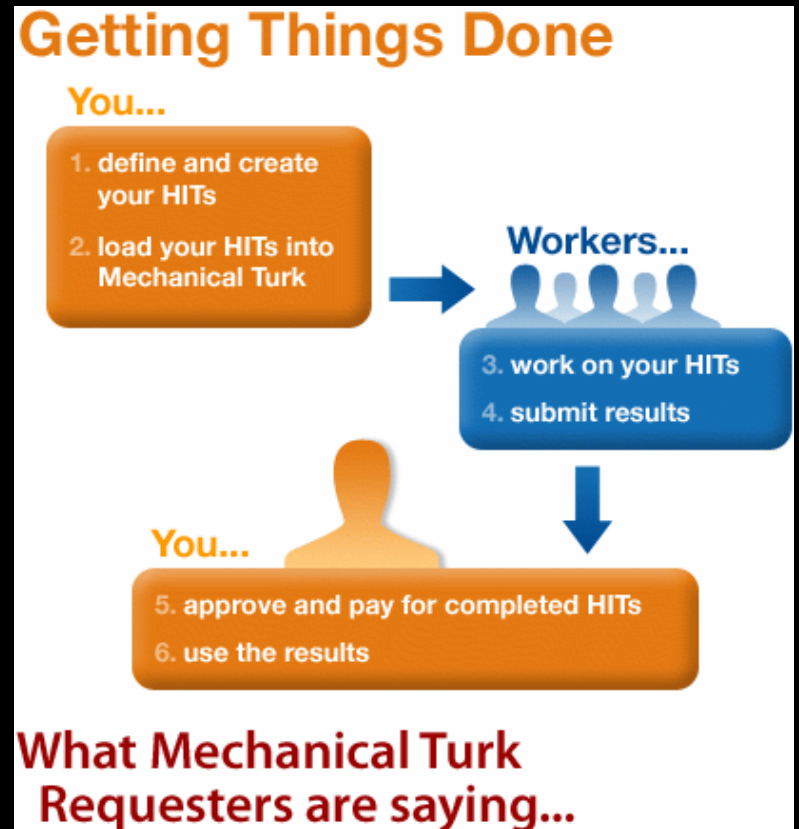 Getting Things Done
You...
1. define and create
your HITs
2. load your HITs into
Mechanical Turk
Workers...
3. work on your HITs
4. submit results
You...
5. approve and pay for completed HITs
6. use the results
What Mechanical Turk
Requesters are saying...